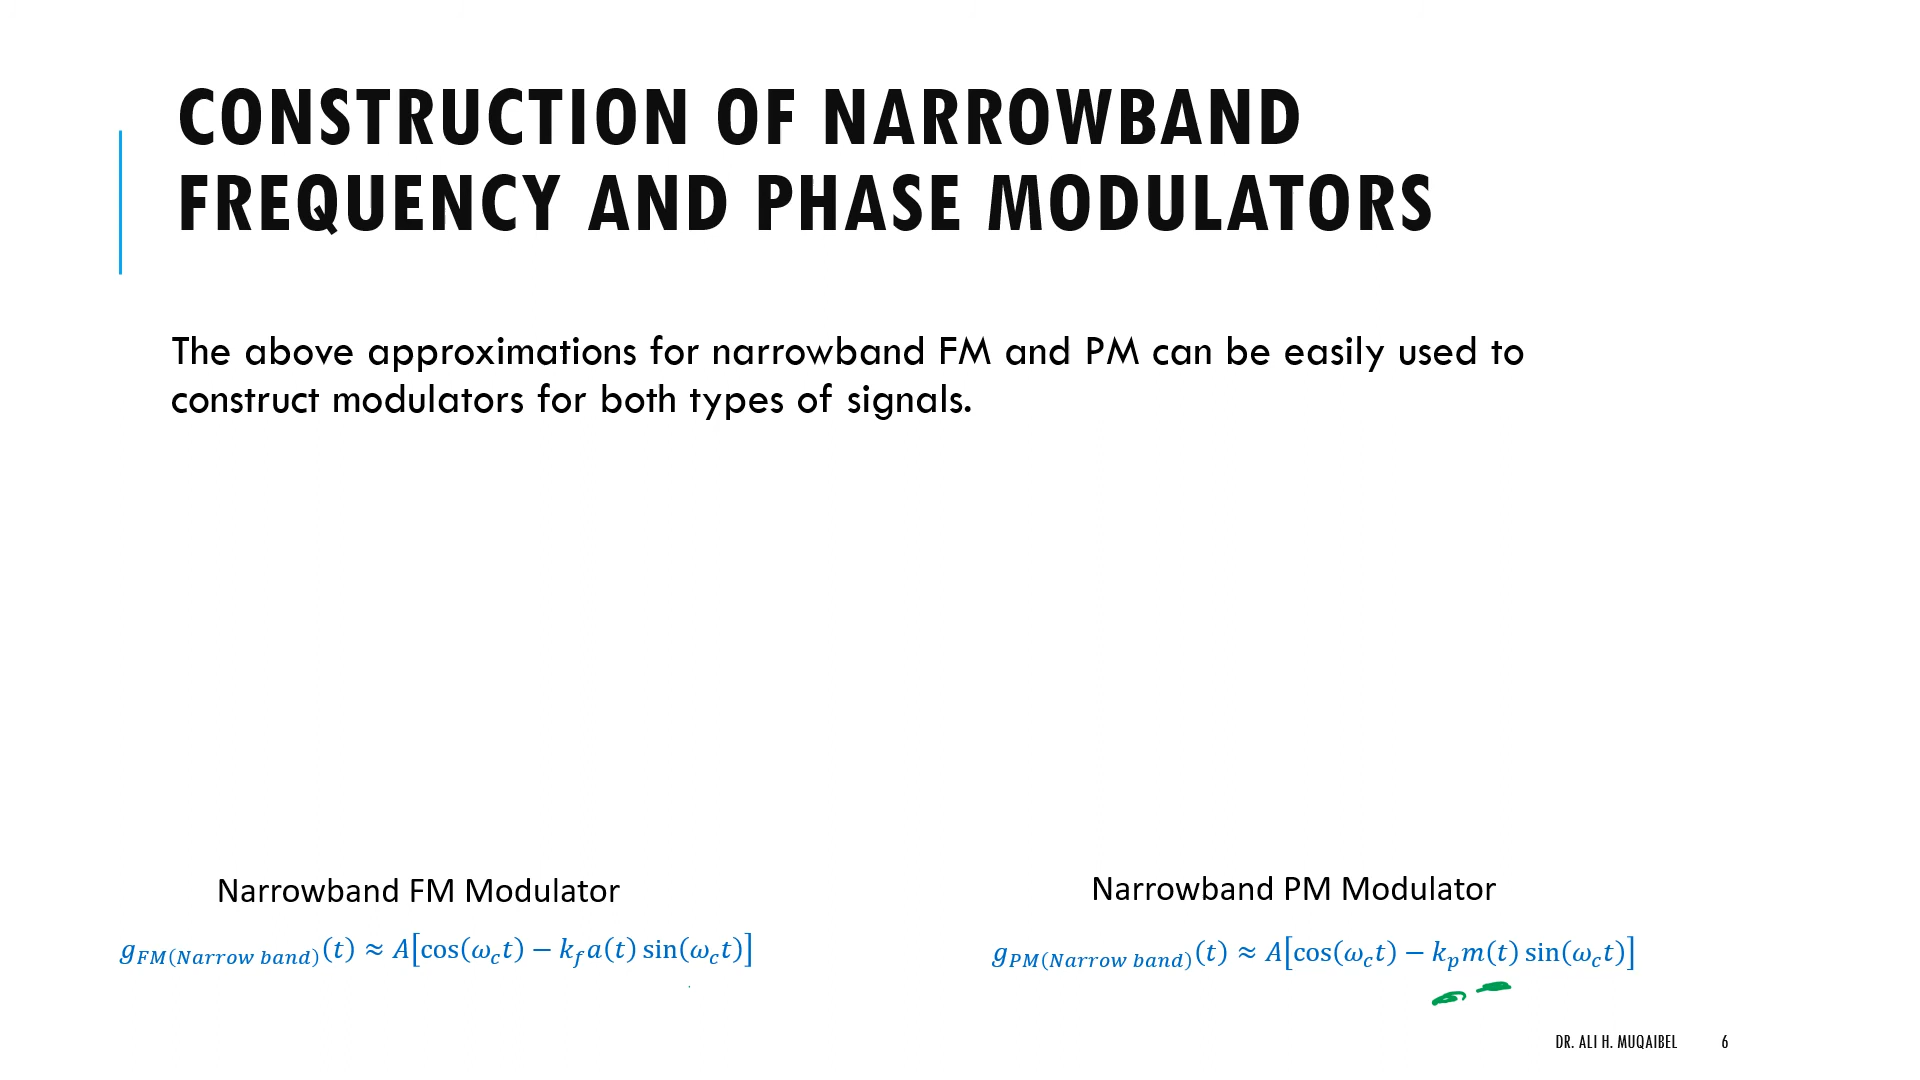 CONSTRUCTION OF NARROWBAND
FREQUENCY AND PHASE MODULATORS
The above approximations for narrowband FM and PM can be easily used to
construct modulators for both types of signals.
Narrowband FM Modulator
g_{FM(Narrow band)}(t) ≈ A[cos(ω_c t) − k_f a(t) sin(ω_c t)]
Narrowband PM Modulator
g_{PM(Narrow band)}(t) ≈ A[cos(ω_c t) − k_p m(t) sin(ω_c t)]
DR. ALI H. MUQAIBEL 6